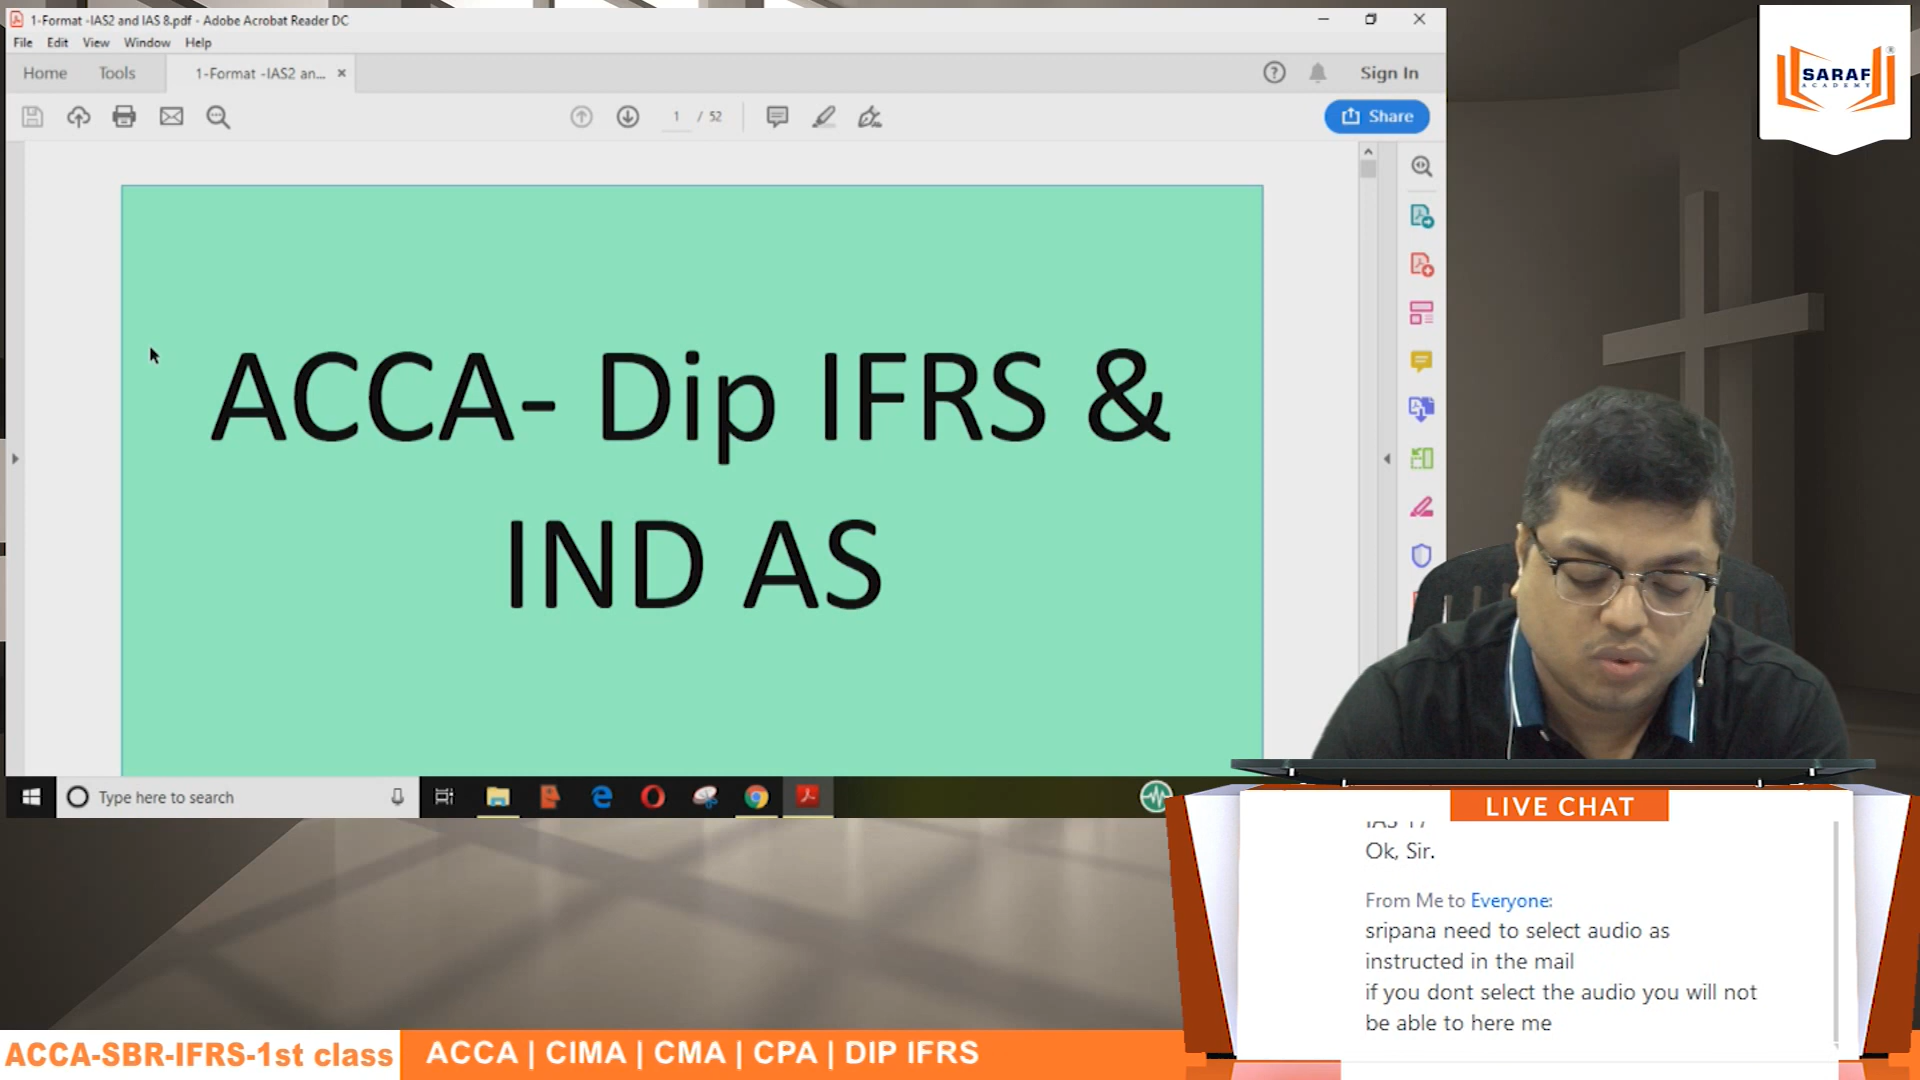 1-Format -IAS2 and IAS 8.pdf - Adobe Acrobat Reader DC
File Edit View Window Help
Home Tools 1-Format -IAS2 an... Sign In
1 / 52 Share
ACCA- Dip IFRS &
IND AS
Type here to search
SARAF
ACADEMY
LIVE CHAT
Ok, Sir.
From Me to Everyone:
sripana need to select audio as
instructed in the mail
if you dont select the audio you will not
be able to here me
ACCA-SBR-IFRS-1st class
ACCA | CIMA | CMA | CPA | DIP IFRS